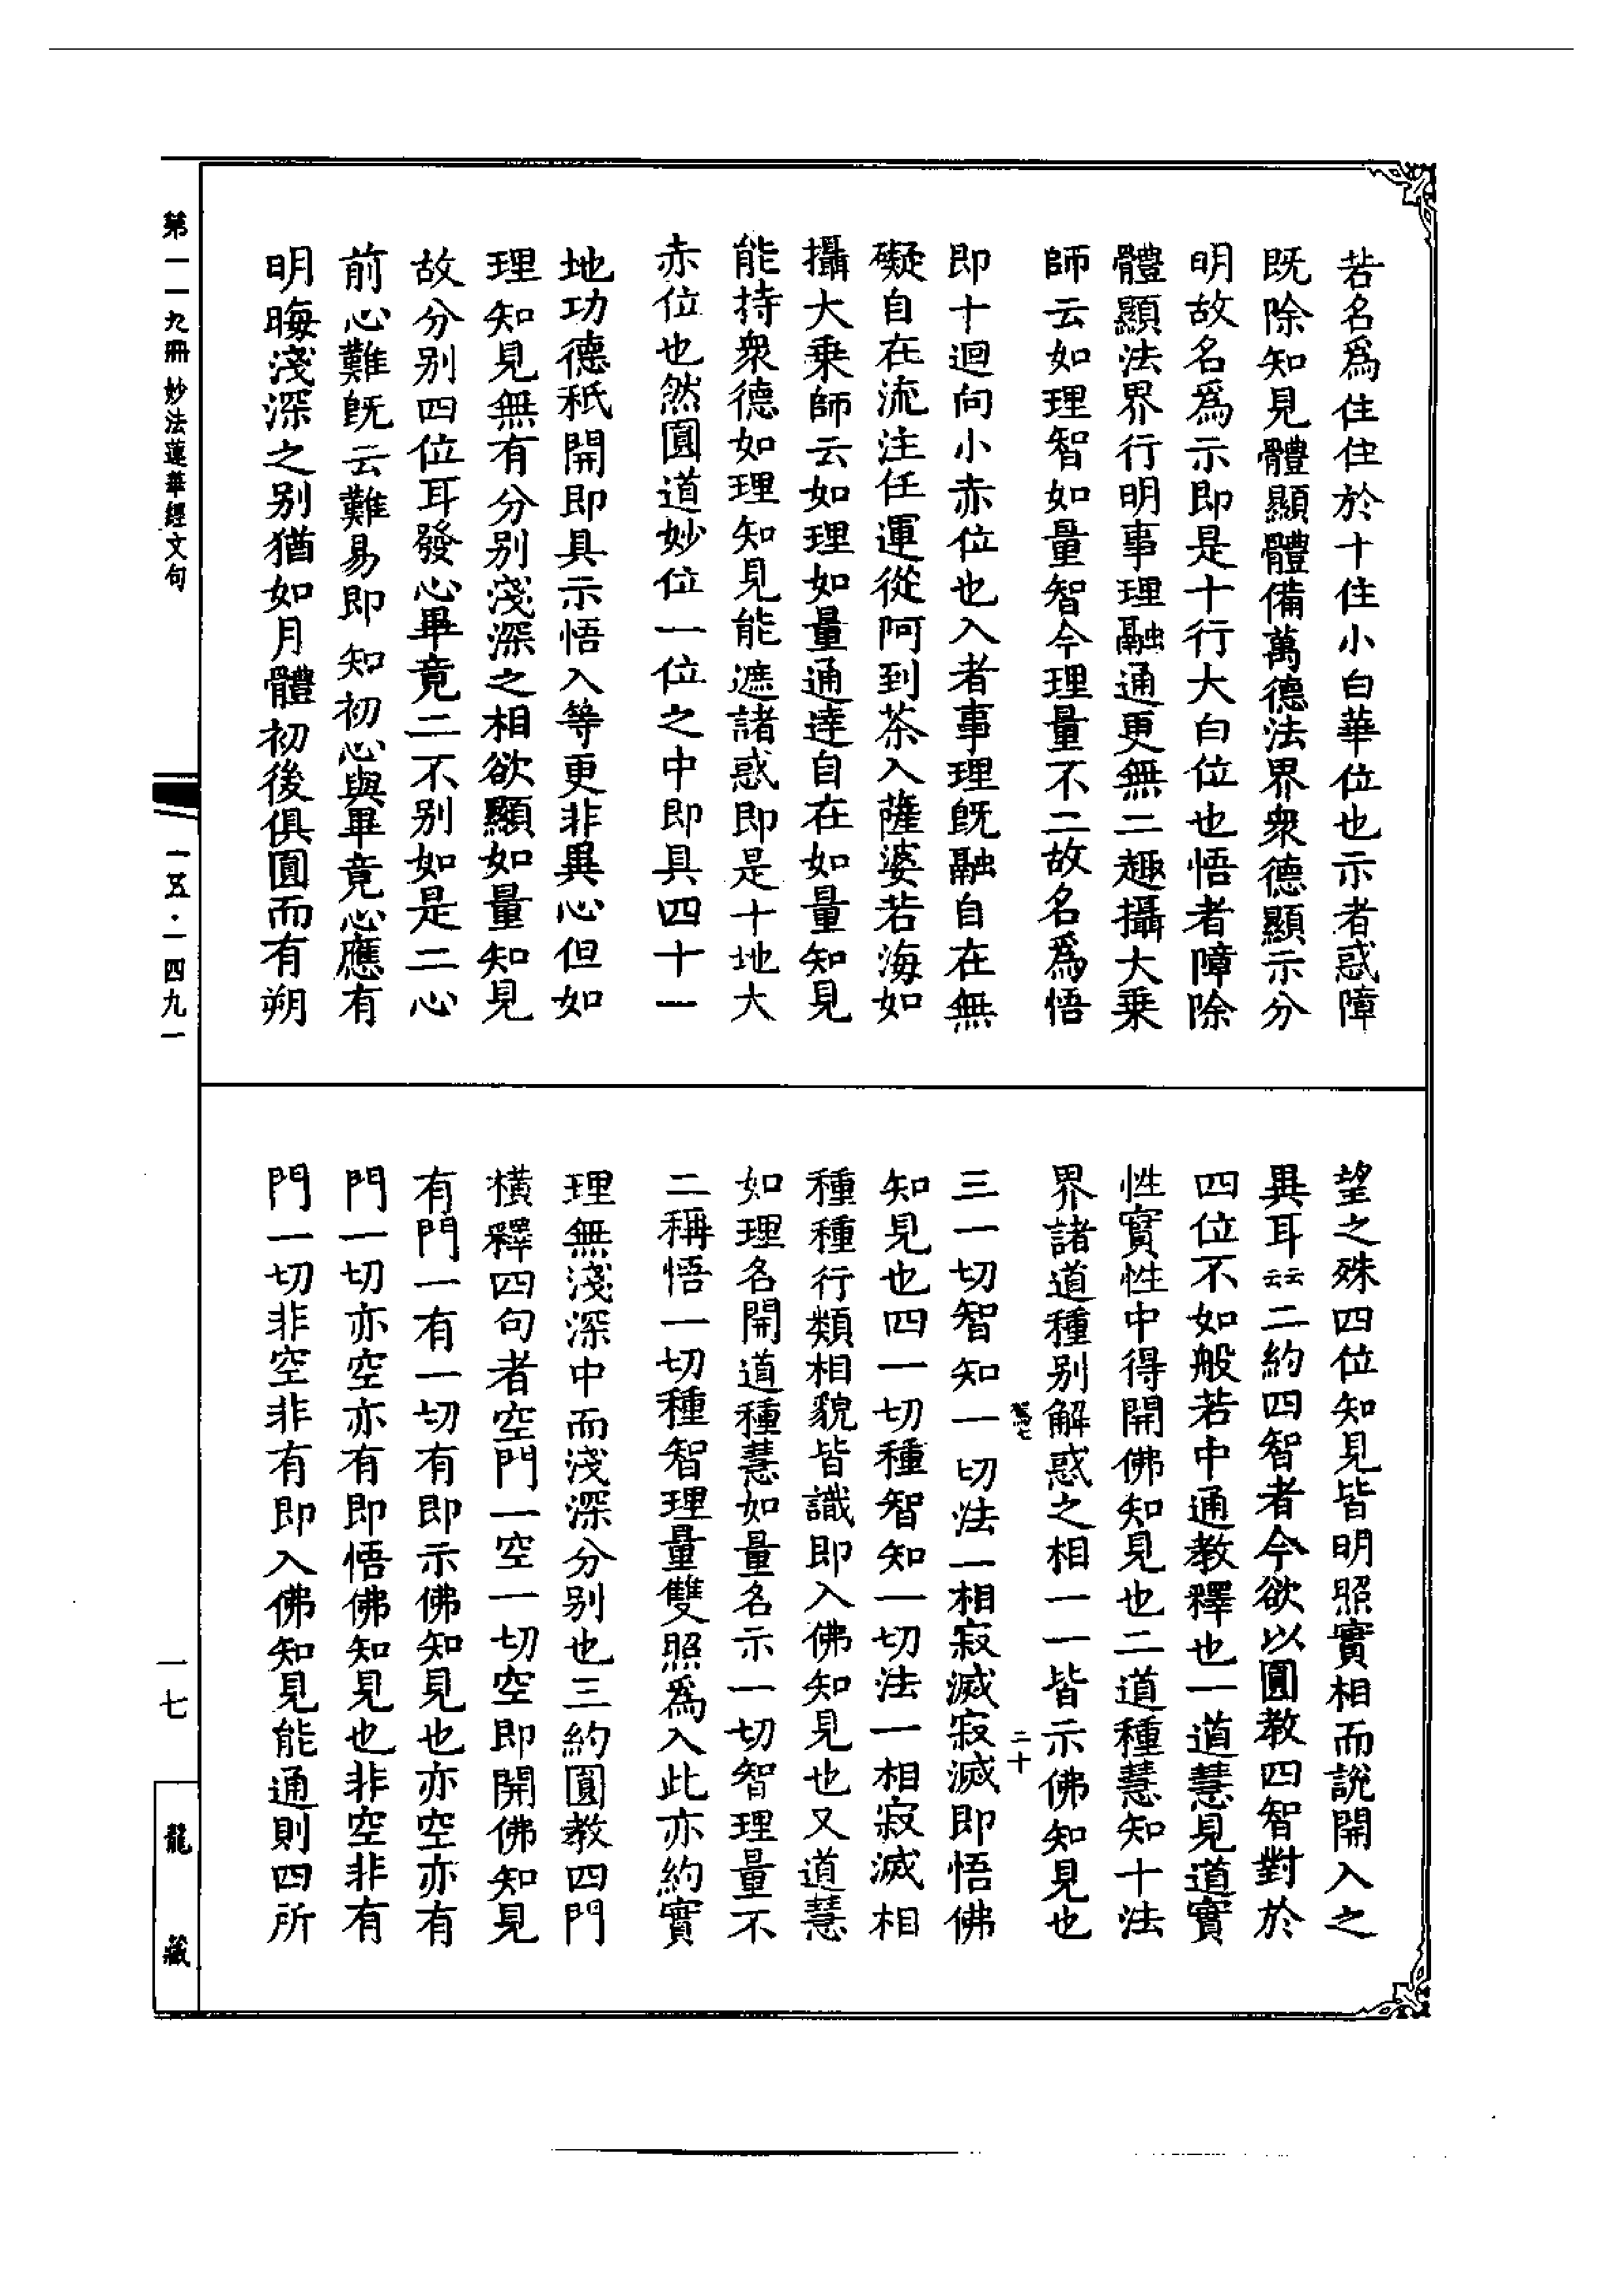 若名爲住住於十住小白華位也示者惑障
既除知見體顯體備萬德法界衆德顯示分
明故名爲示即是十行大白位也悟者障除
體顯法界行明事理融通更無二趣攝大乗
師云如理智如量智今理量不二故名爲悟
即十迴向小赤位也入者事理既融自在無
礙自在流注任運從阿到茶入薩婆若海如
攝大乗師云如理如量通達自在如量知見
能持衆德如理知見能遮諸惑即是十地大
赤位也然圓道妙位一位之中即具四十一
地功德秖開即具示悟入等更非異心但如
理知見無有分别淺深之相欲顯如量知見
故分别四位耳發心畢竟二不别如是二心
前心難既云難易即知初心與畢竟心應有
明晦淺深之别猶如月體初後俱圓而有朔
望之殊四位知見皆明照實相而説開入之
異耳云云二約四智者今欲以圓教四智對於
四位不如般若中通教釋也一道慧見道實
性實性中得開佛知見也二道種慧知十法
界諸道種别解惑之相一一皆示佛知見也
二十
三一切智知一切法一相寂滅寂滅即悟佛
知見也四一切種智知一切法一相寂滅相
種種行類相貌皆識即入佛知見也又道慧
如理名開道種慧如量名示一切智理量不
二稱悟一切種智理量雙照爲入此亦約實
理無淺深中而淺深分别也三約圓教四門
横釋四句者空門一空一切空即開佛知見
有門一有一切有即示佛知見也亦空亦有
門一切亦空亦有即悟佛知見也非空非有
門一切非空非有即入佛知見能通則四所
第一一九冊 妙法蓮華經文句
一五·一四九一
一七
龍藏